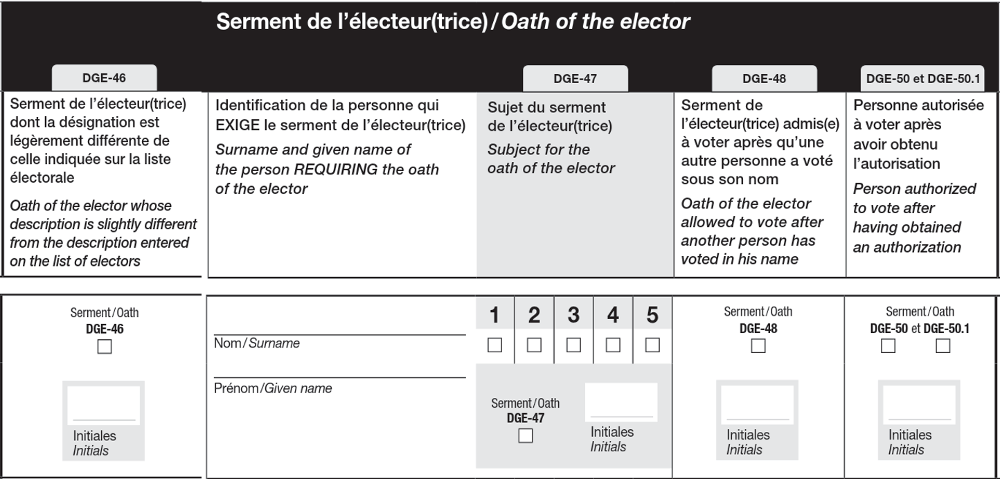 Serment de l’électeur(trice) / Oath of the elector
DGE-46
Serment de l’électeur(trice)
dont la désignation est
légèrement différente de
celle indiquée sur la liste
électorale
Oath of the elector whose
description is slightly different
from the description entered
on the list of electors
Identification de la personne qui
EXIGE le serment de l’électeur(trice)
Surname and given name of
the person REQUIRING the oath
of the elector
DGE-47
Sujet du serment
de l’électeur(trice)
Subject for the
oath of the elector
DGE-48
Serment de
l’électeur(trice) admis(e)
à voter après qu’une
autre personne a voté
sous son nom
Oath of the elector
allowed to vote after
another person has
voted in his name
DGE-50 et DGE-50.1
Personne autorisée
à voter après
avoir obtenu
l’autorisation
Person authorized
to vote after
having obtained
an authorization
Serment / Oath
DGE-46
Initiales
Initials
Nom / Surname
Prénom / Given name
1 2 3 4 5
Serment / Oath
DGE-47
Initiales
Initials
Serment / Oath
DGE-48
Initiales
Initials
Serment / Oath
DGE-50 et DGE-50.1
Initiales
Initials